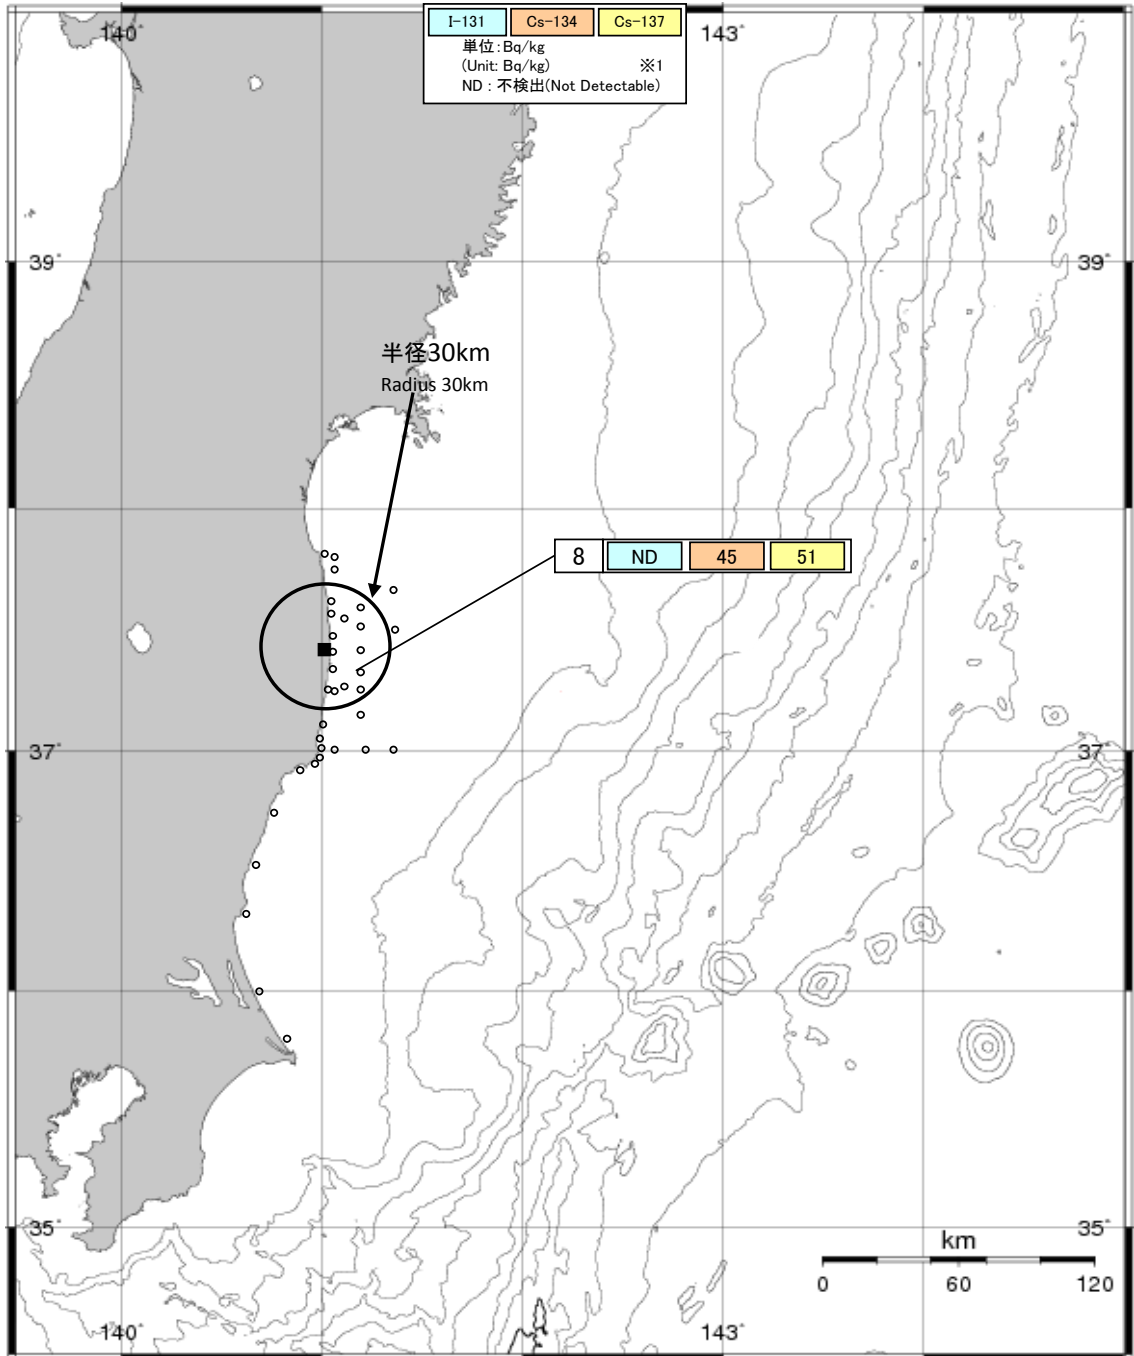 140°
143°
I-131 Cs-134 Cs-137
単位:Bq/kg
(Unit: Bq/kg) ※1
ND : 不検出(Not Detectable)
39°
39°
半径30km
Radius 30km
8 ND 45 51
37°
37°
35°
35°
km
0 60 120
140°
143°